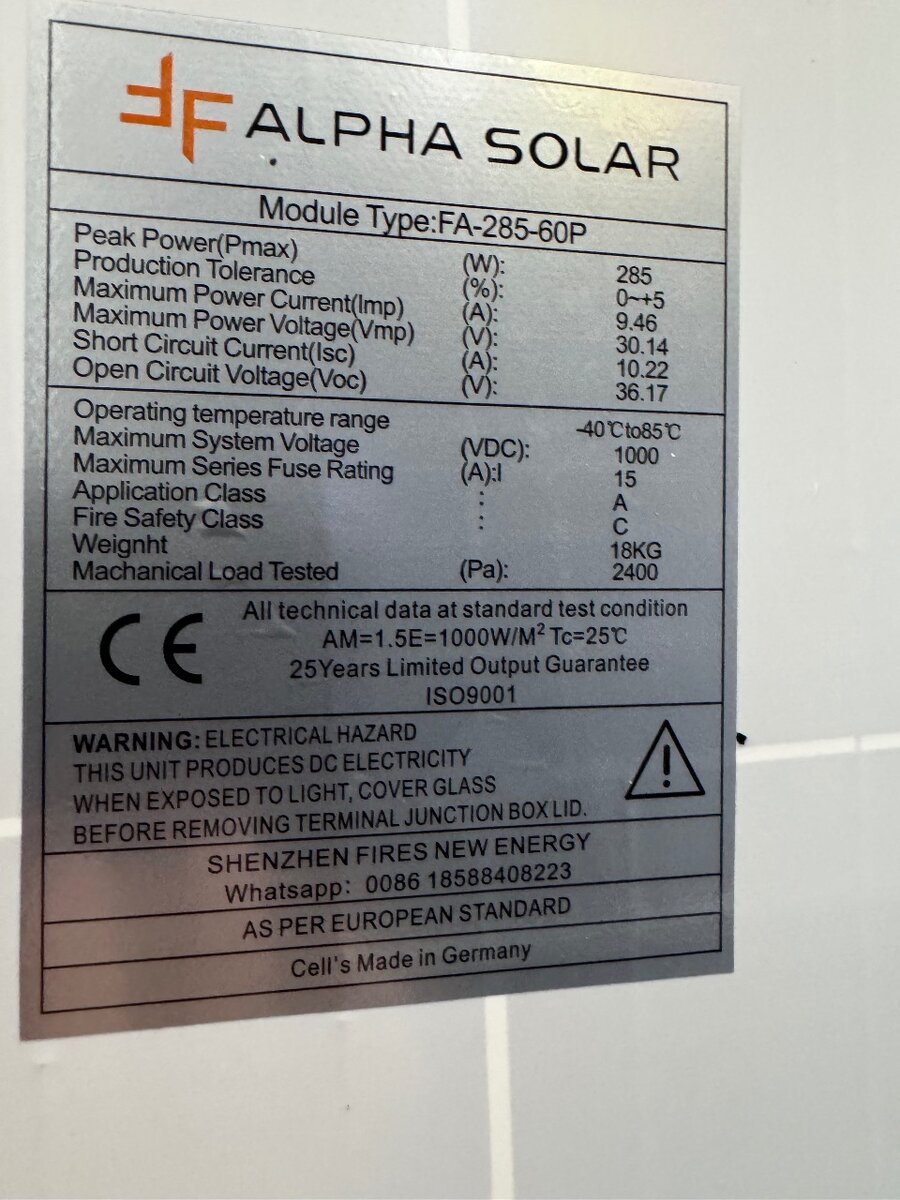 ALPHA SOLAR
Module Type:FA-285-60P
Peak Power(Pmax) (W): 285
Production Tolerance (%): 0~+5
Maximum Power Current(Imp) (A): 9.46
Maximum Power Voltage(Vmp) (V): 30.14
Short Circuit Current(Isc) (A): 10.22
Open Circuit Voltage(Voc) (V): 36.17
Operating temperature range -40℃to85℃
Maximum System Voltage (VDC): 1000
Maximum Series Fuse Rating (A):I 15
Application Class : A
Fire Safety Class : C
Weignht 18KG
Machanical Load Tested (Pa): 2400
CE
All technical data at standard test condition
AM=1.5E=1000W/M² Tc=25℃
25Years Limited Output Guarantee
ISO9001
WARNING: ELECTRICAL HAZARD
THIS UNIT PRODUCES DC ELECTRICITY
WHEN EXPOSED TO LIGHT, COVER GLASS
BEFORE REMOVING TERMINAL JUNCTION BOX LID.
SHENZHEN FIRES NEW ENERGY
Whatsapp: 0086 18588408223
AS PER EUROPEAN STANDARD
Cell's Made in Germany